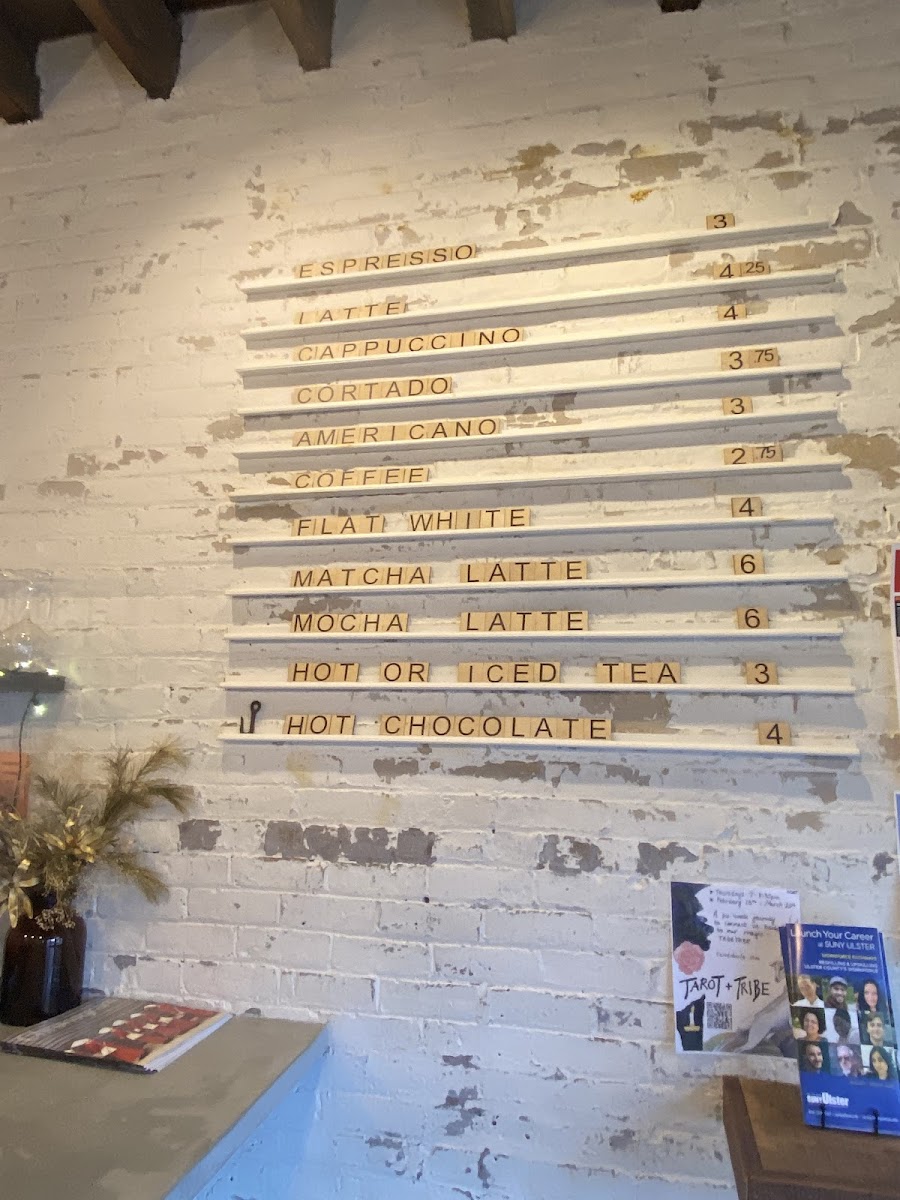 ESPRESSO 3
LATTE 4 .25
CAPPUCCINO 4
CORTADO 3 .75
AMERICANO 3
COFFEE 2 .75
FLAT WHITE 4
MATCHA LATTE 6
MOCHA LATTE 6
HOT OR ICED TEA 3
HOT CHOCOLATE 4
TAROT + TRIBE
Launch Your Career
at SUNY ULSTER
SUNY Ulster